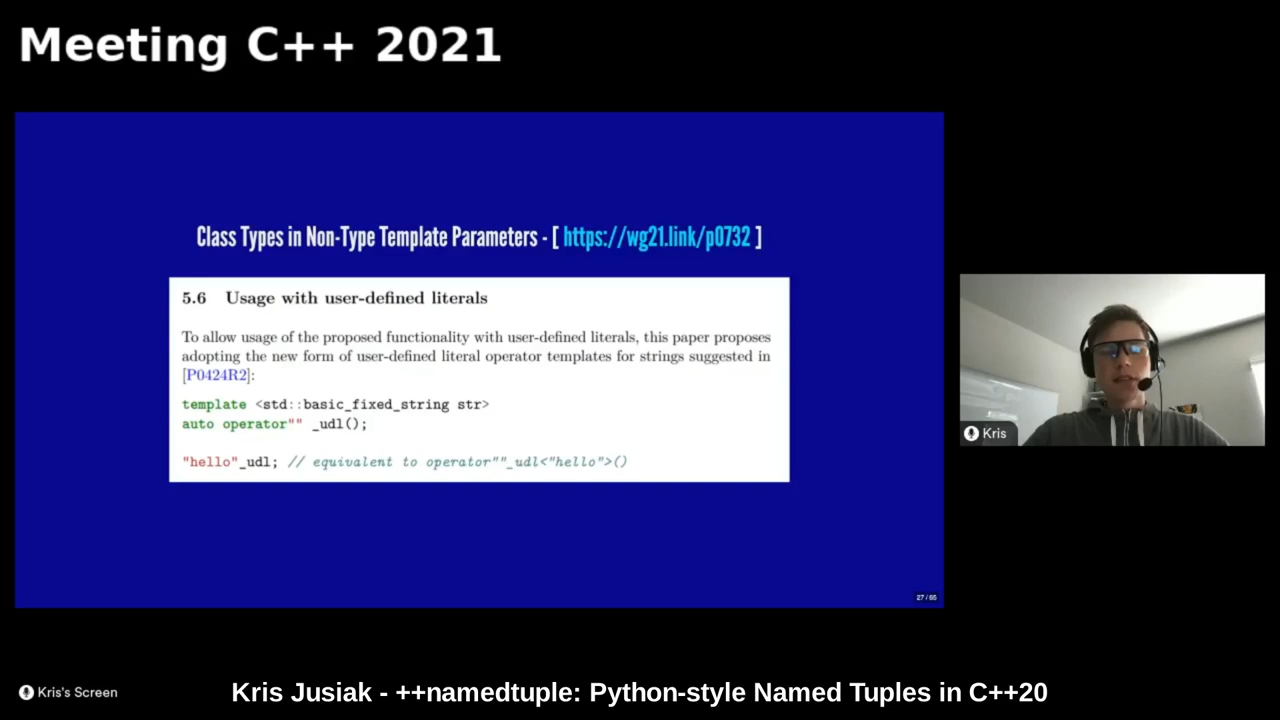 Meeting C++ 2021
Class Types in Non-Type Template Parameters - [ https://wg21.link/p0732 ]
5.6 Usage with user-defined literals
To allow usage of the proposed functionality with user-defined literals, this paper proposes
adopting the new form of user-defined literal operator templates for strings suggested in
[P0424R2]:
template <std::basic_fixed_string str>
auto operator"" _udl();
"hello"_udl; // equivalent to operator""_udl<"hello">()
27 / 65
Kris
Kris's Screen
Kris Jusiak - ++namedtuple: Python-style Named Tuples in C++20